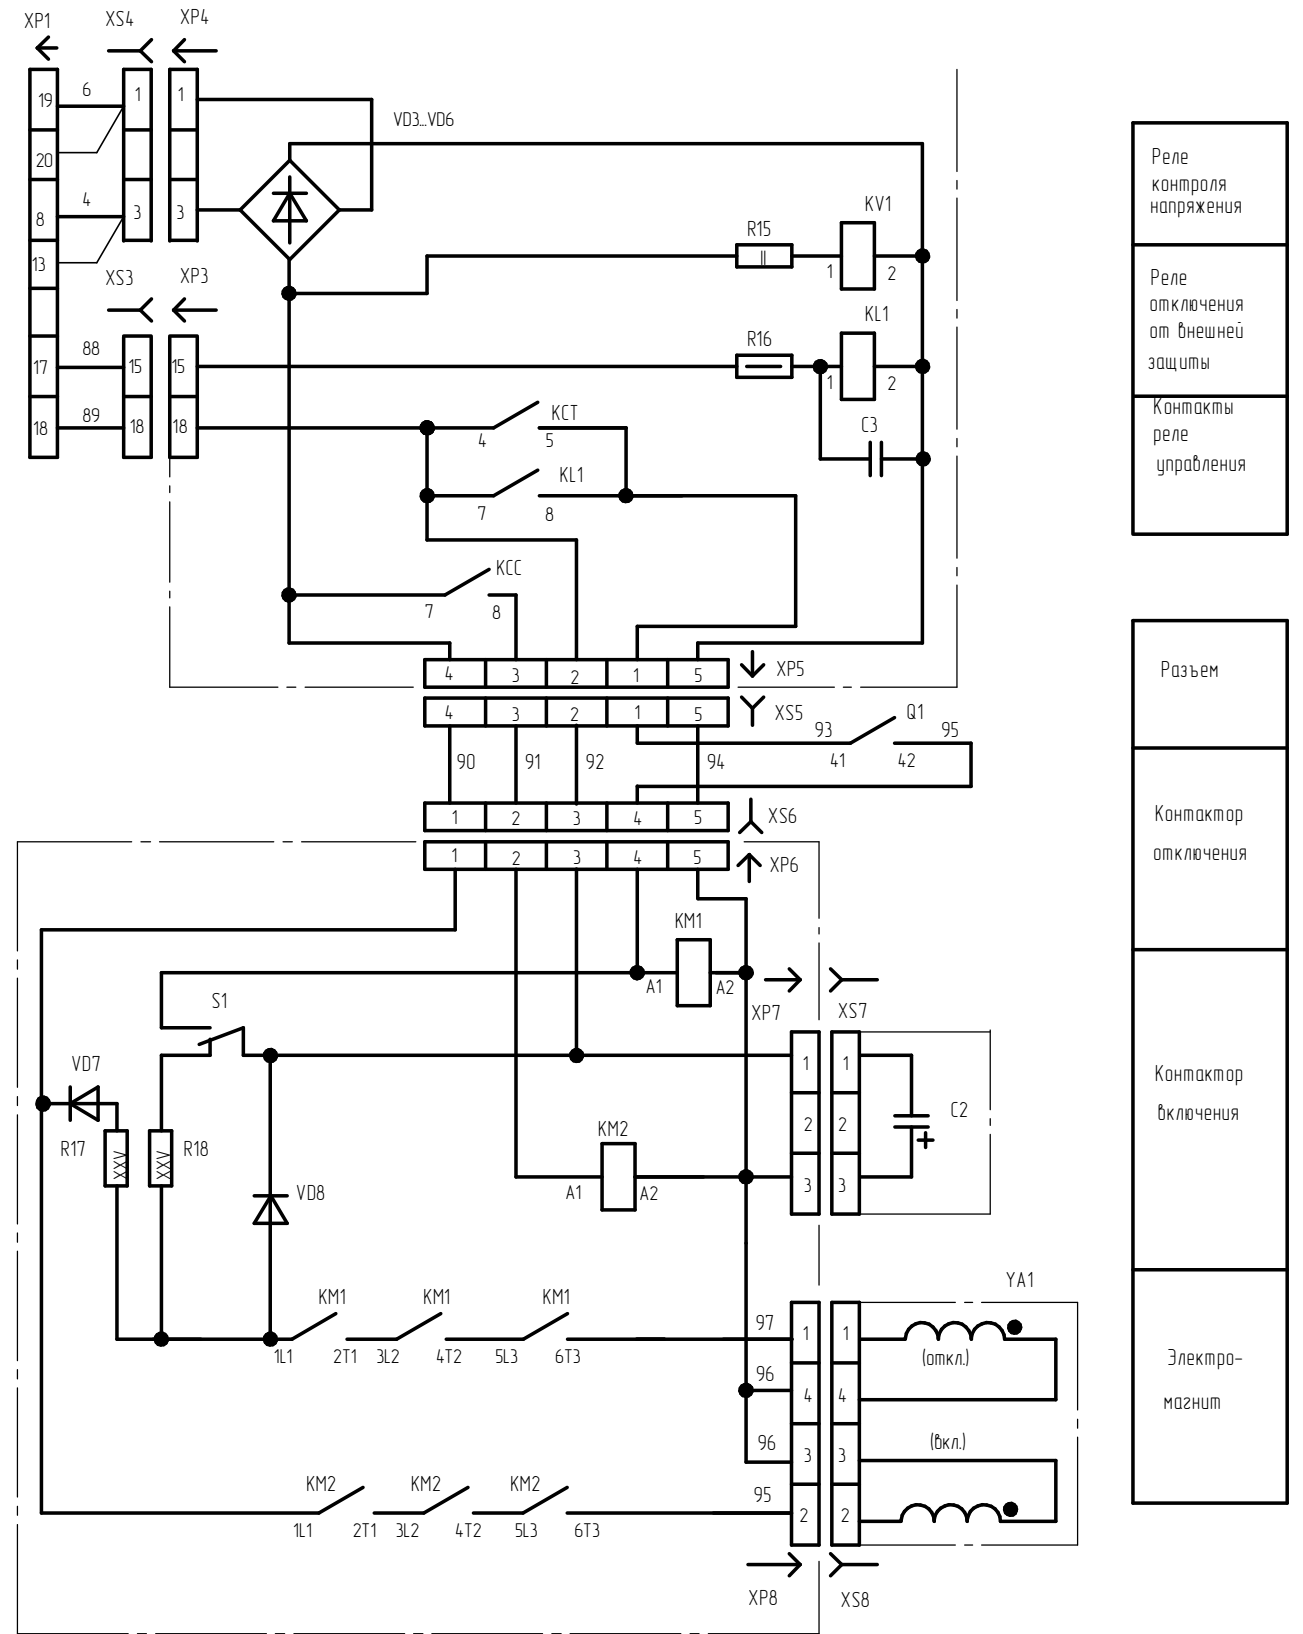 XP1
XS4
XP4
19
6
1
1
VD3...VD6
20
8
4
3
3
13
R15
KV1
1
2
XS3
XP3
17
88
15
15
R16
KL1
1
2
18
89
18
18
KCT
4
5
C3
KL1
7
8
KCC
7
8
4
3
2
1
5
XP5
4
3
2
1
5
XS5
93
Q1
95
41
42
90
91
92
94
1
2
3
4
5
XS6
1
2
3
4
5
XP6
KM1
A1
A2
S1
XP7
XS7
VD7
1
1
R17
XXV
XXV
R18
KM2
2
2
C2
+
A1
A2
3
3
VD8
YA1
KM1
KM1
KM1
97
1
1
(откл.)
1L1
2T1
3L2
4T2
5L3
6T3
96
4
4
96
3
3
(вкл.)
KM2
KM2
KM2
95
2
2
1L1
2T1
3L2
4T2
5L3
6T3
XP8
XS8
Реле
контроля
напряжения
Реле
отключения
от внешней
защиты
Контакты
реле
управления
Разъем
Контактор
отключения
Контактор
включения
Электро-
магнит